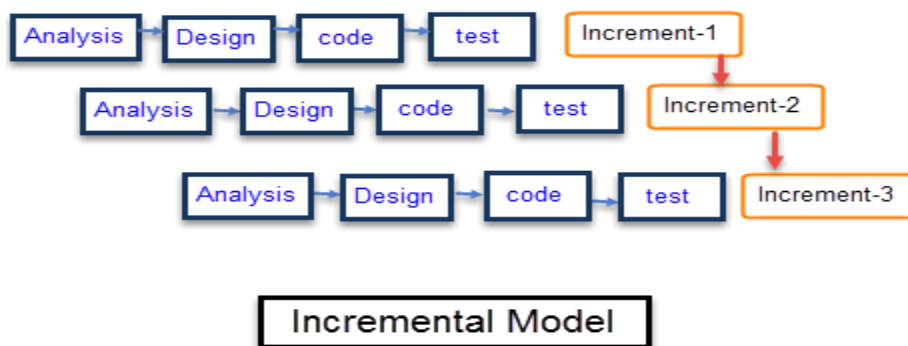 Analysis Design code test Increment-1
Analysis Design code test Increment-2
Analysis Design code test Increment-3
Incremental Model